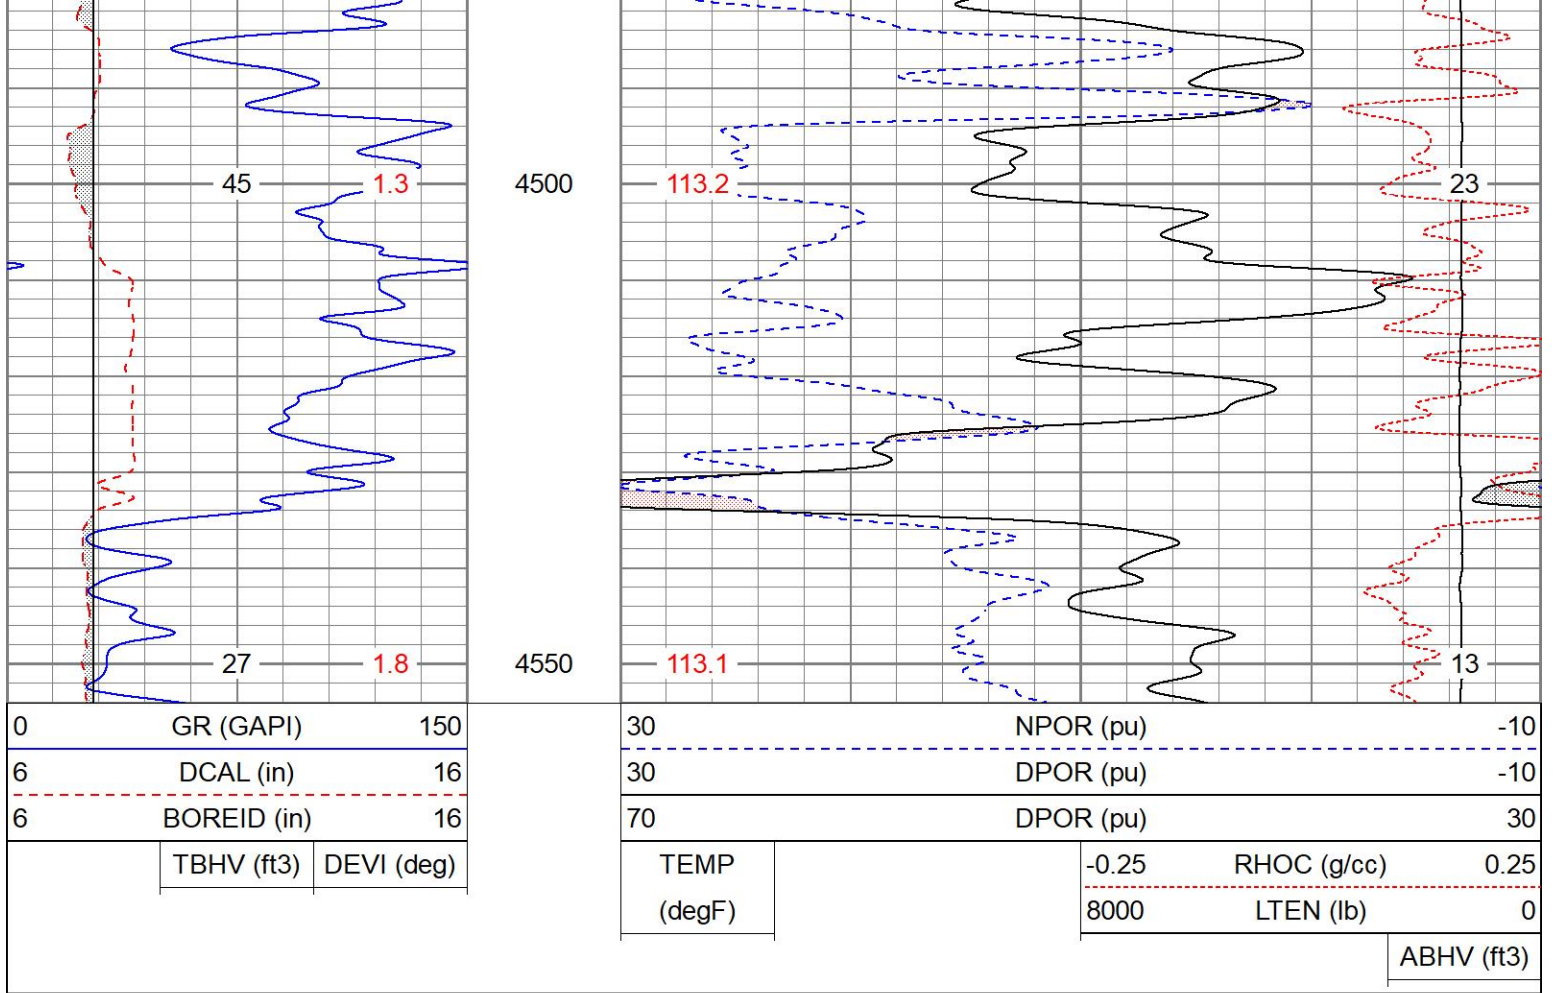 45 1.3 4500 113.2 23
27 1.8 4550 113.1 13
0 GR (GAPI) 150 30 NPOR (pu) -10
6 DCAL (in) 16 30 DPOR (pu) -10
6 BOREID (in) 16 70 DPOR (pu) 30
TBHV (ft3) DEVI (deg) TEMP -0.25 RHOC (g/cc) 0.25
(degF) 8000 LTEN (lb) 0
ABHV (ft3)